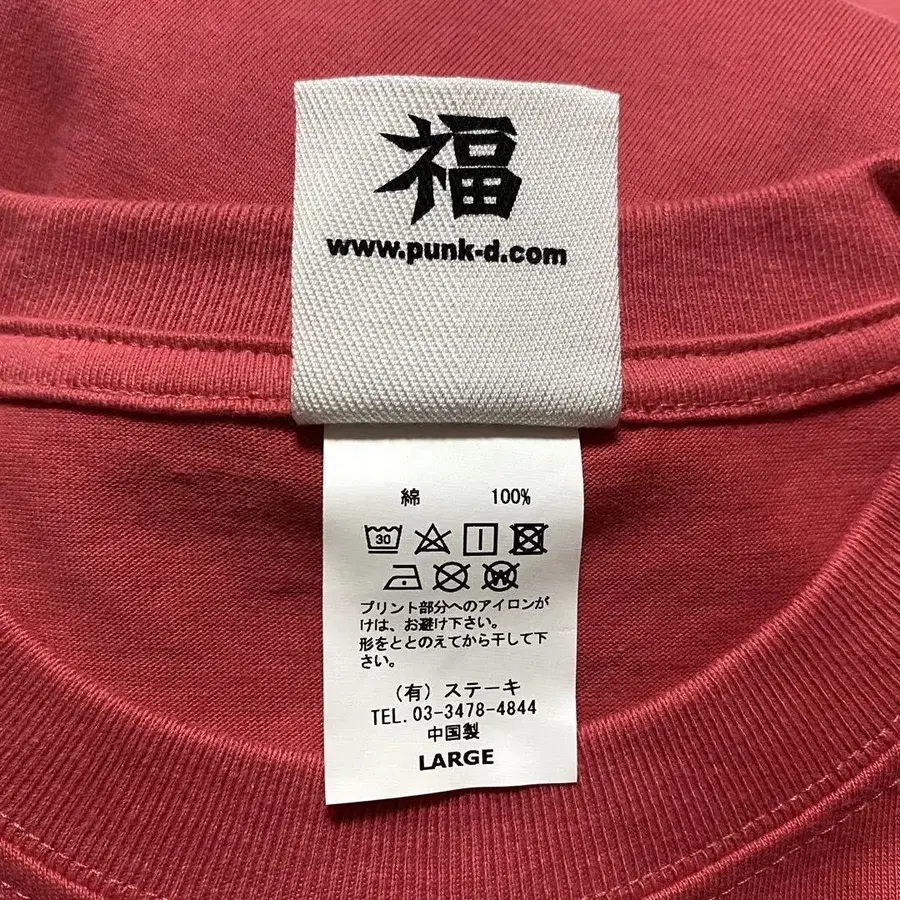 福
www.punk-d.com
綿 100%
30
W
プリント部分へのアイロンが
けは、お避け下さい。
形をととのえてから干して下
さい。
(有) ステーキ
TEL. 03-3478-4844
中国製
LARGE